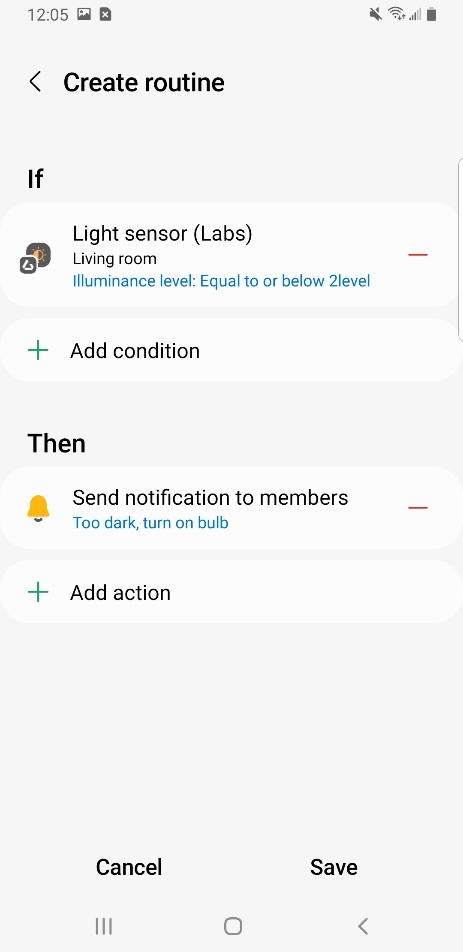 12:05
Create routine
If
Light sensor (Labs)
Living room
Illuminance level: Equal to or below 2level
Add condition
Then
Send notification to members
Too dark, turn on bulb
Add action
Cancel
Save